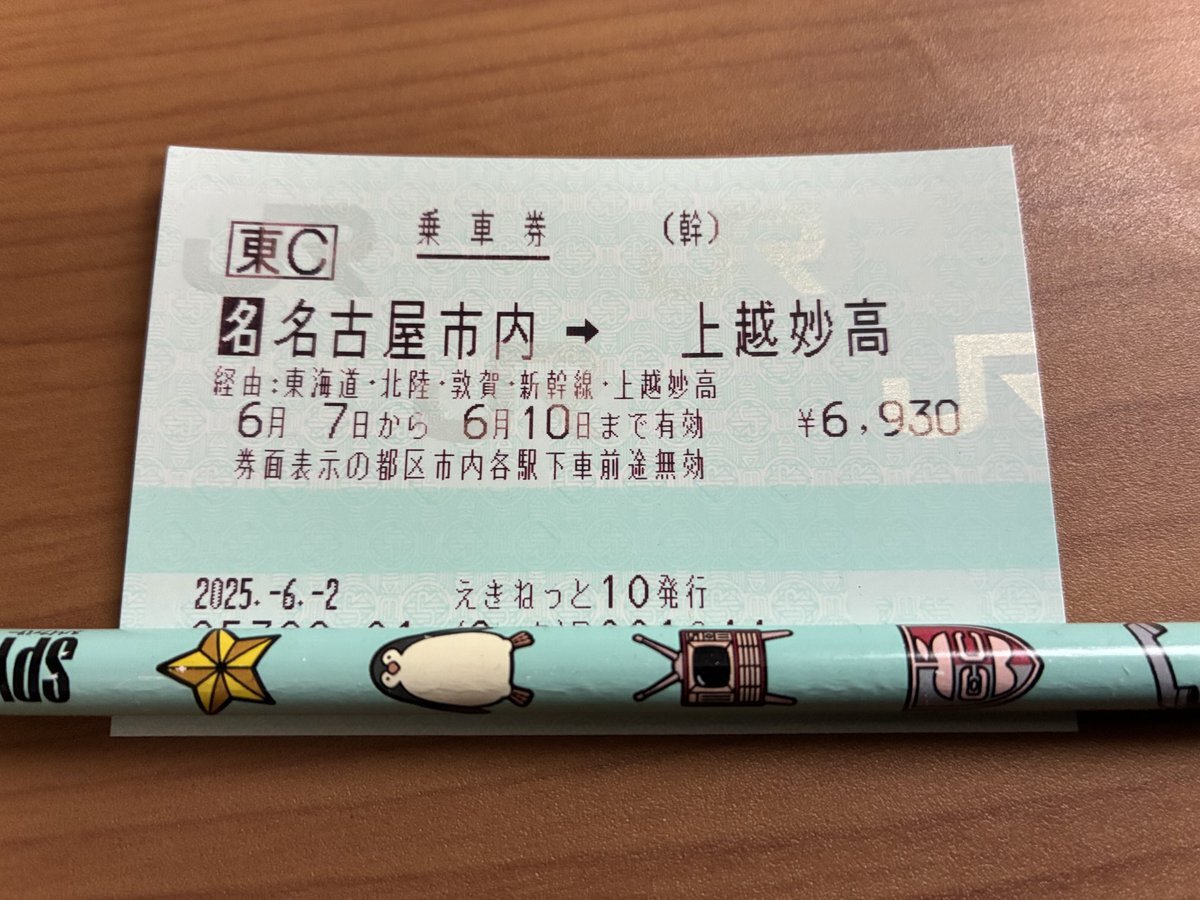 乗車券 (幹)
東C
名 名古屋市内 → 上越妙高
経由:東海道・北陸・敦賀・新幹線・上越妙高
6月 7日から 6月10日まで有効 ¥6,930
券面表示の都区市内各駅下車前途無効
2025.-6.-2 えきねっと10発行
SPY